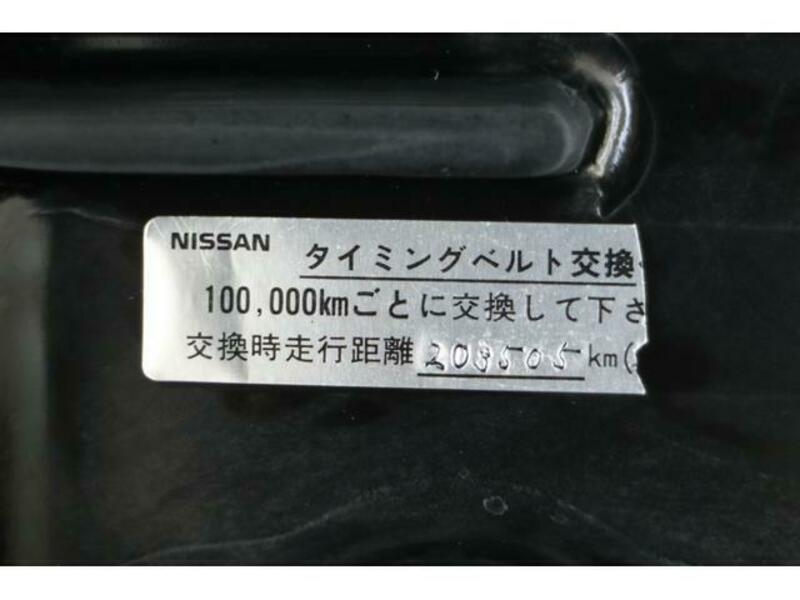 NISSAN タイミングベルト交換
100,000kmごとに交換して下さ
交換時走行距離 208505 km(